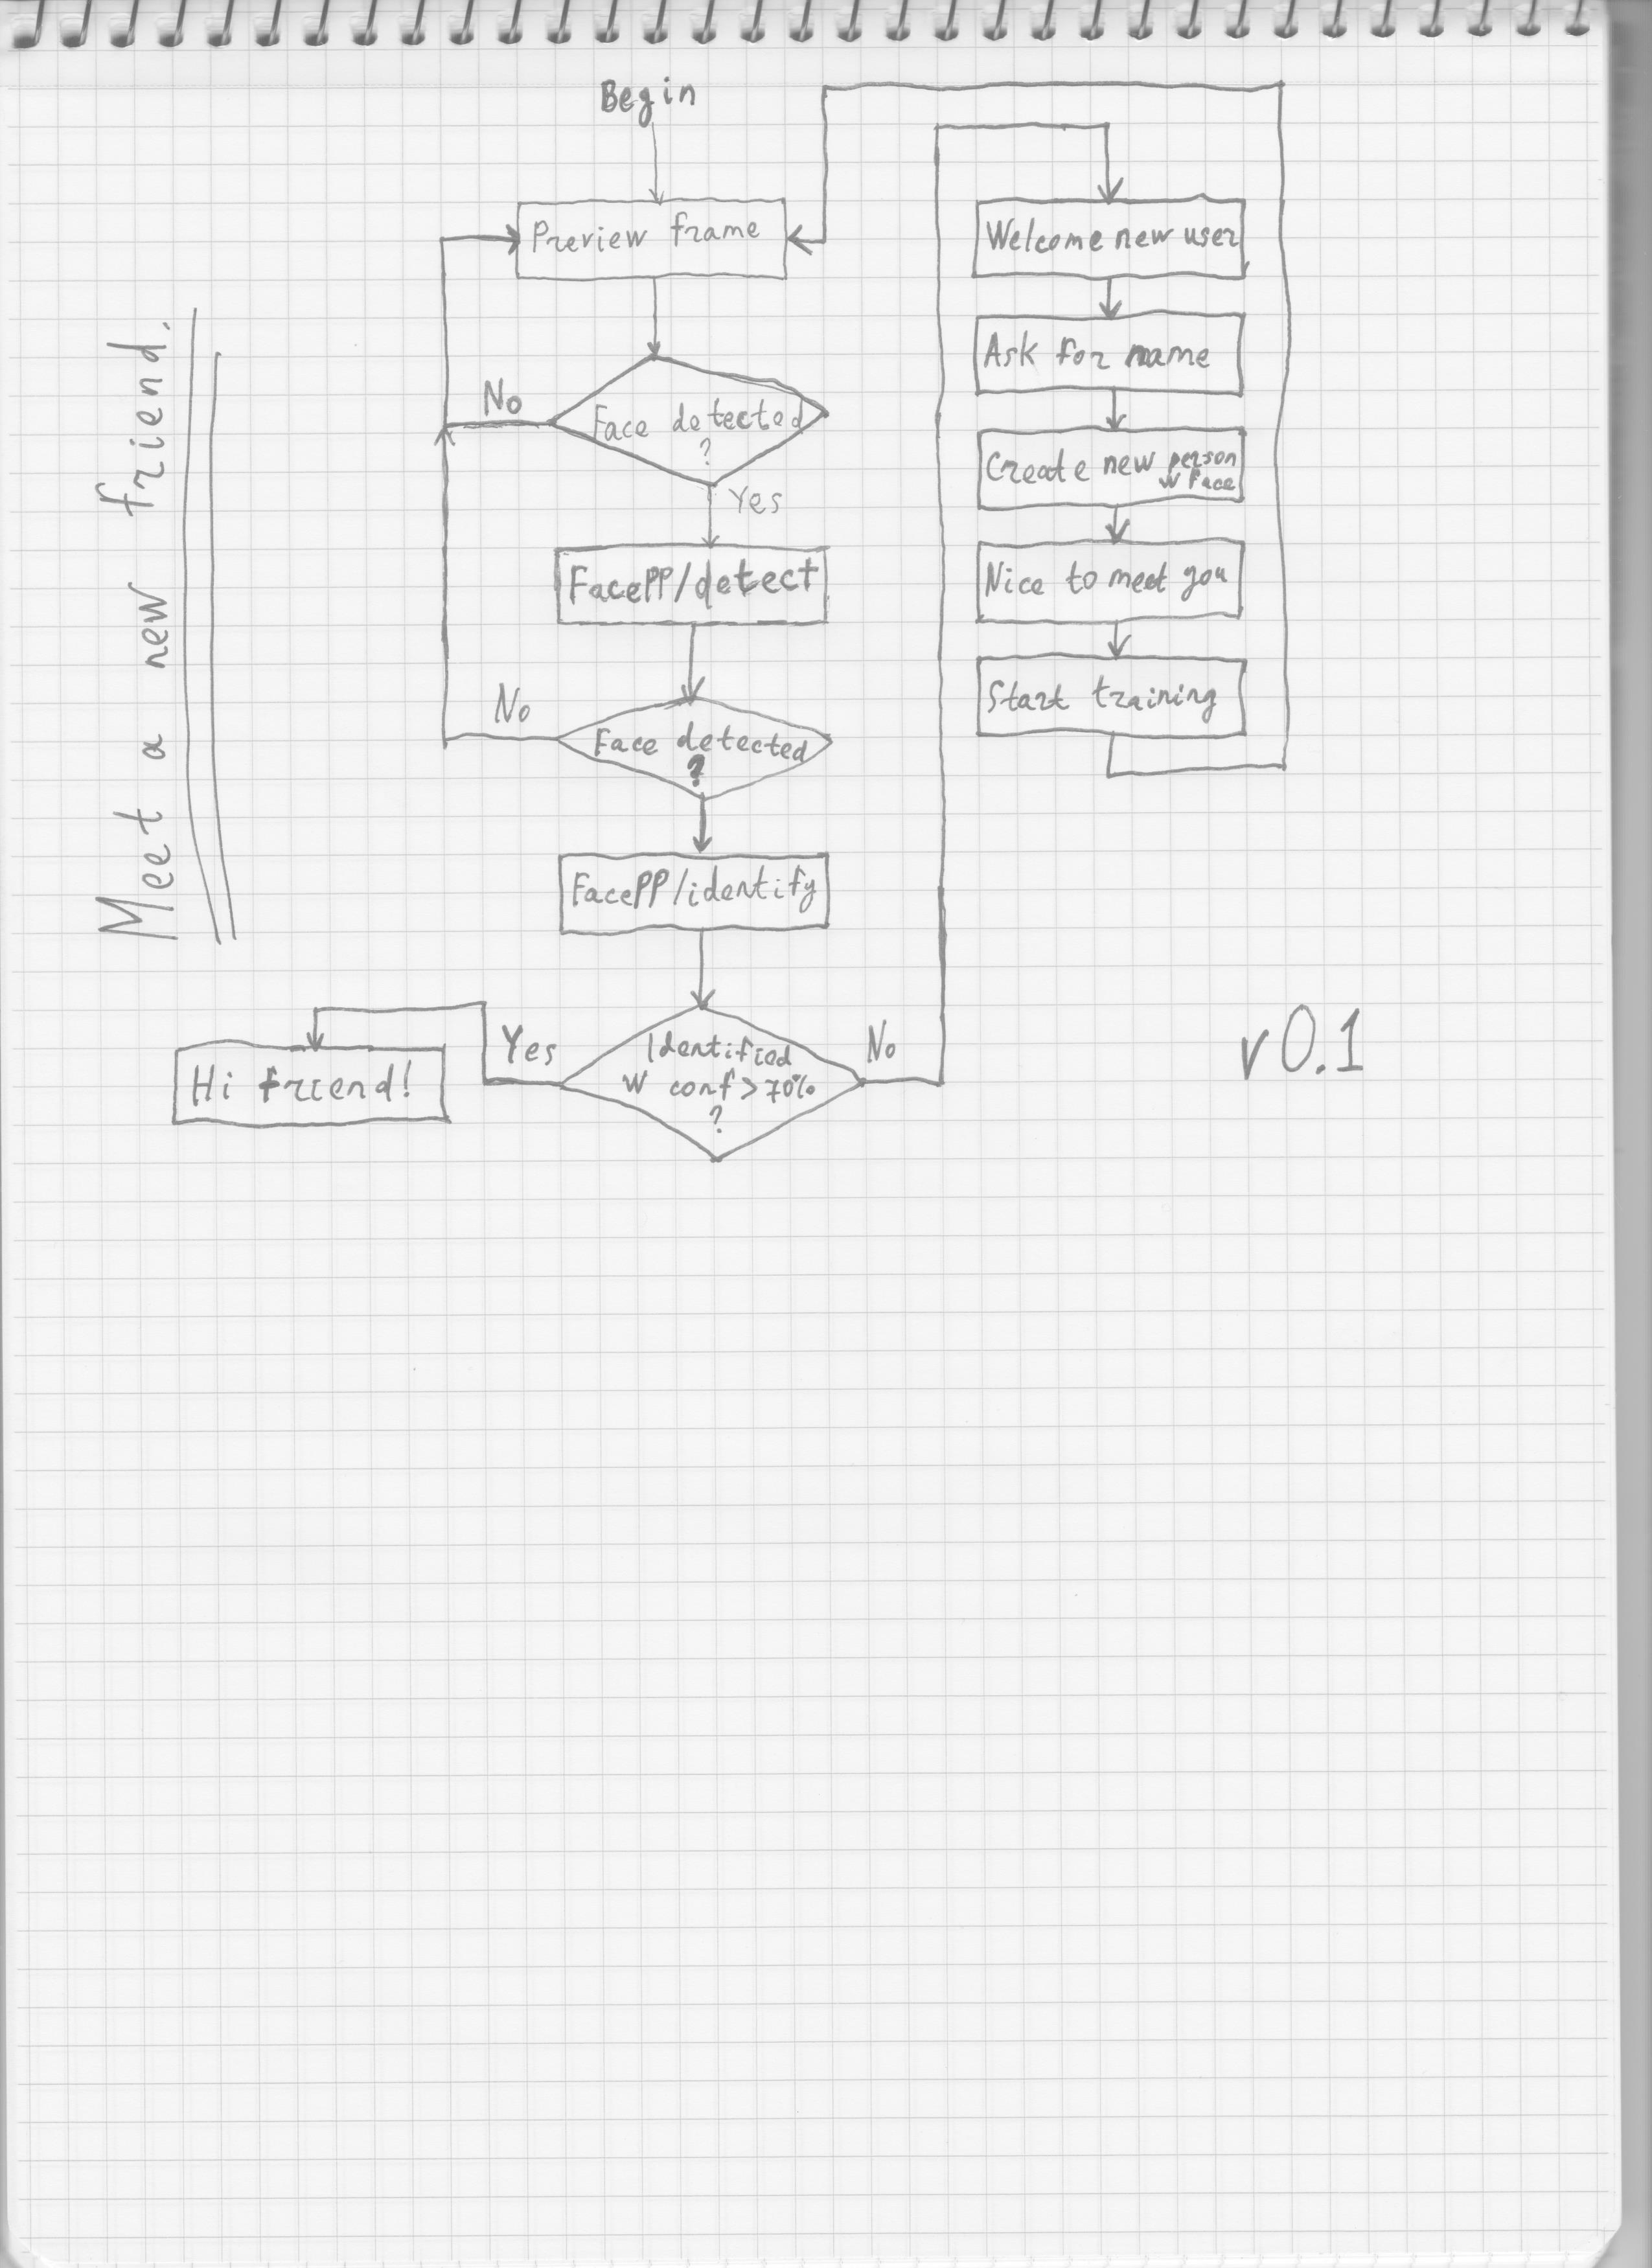 Meet a new friend.
Begin
Preview frame
No
Face detected
?
Yes
FacePP/detect
No
Face detected
?
FacePP/identify
Yes
Identified
w conf > 70%
?
No
Hi friend!
Welcome new user
Ask for name
Create new person
w face
Nice to meet you
Start training
v0.1